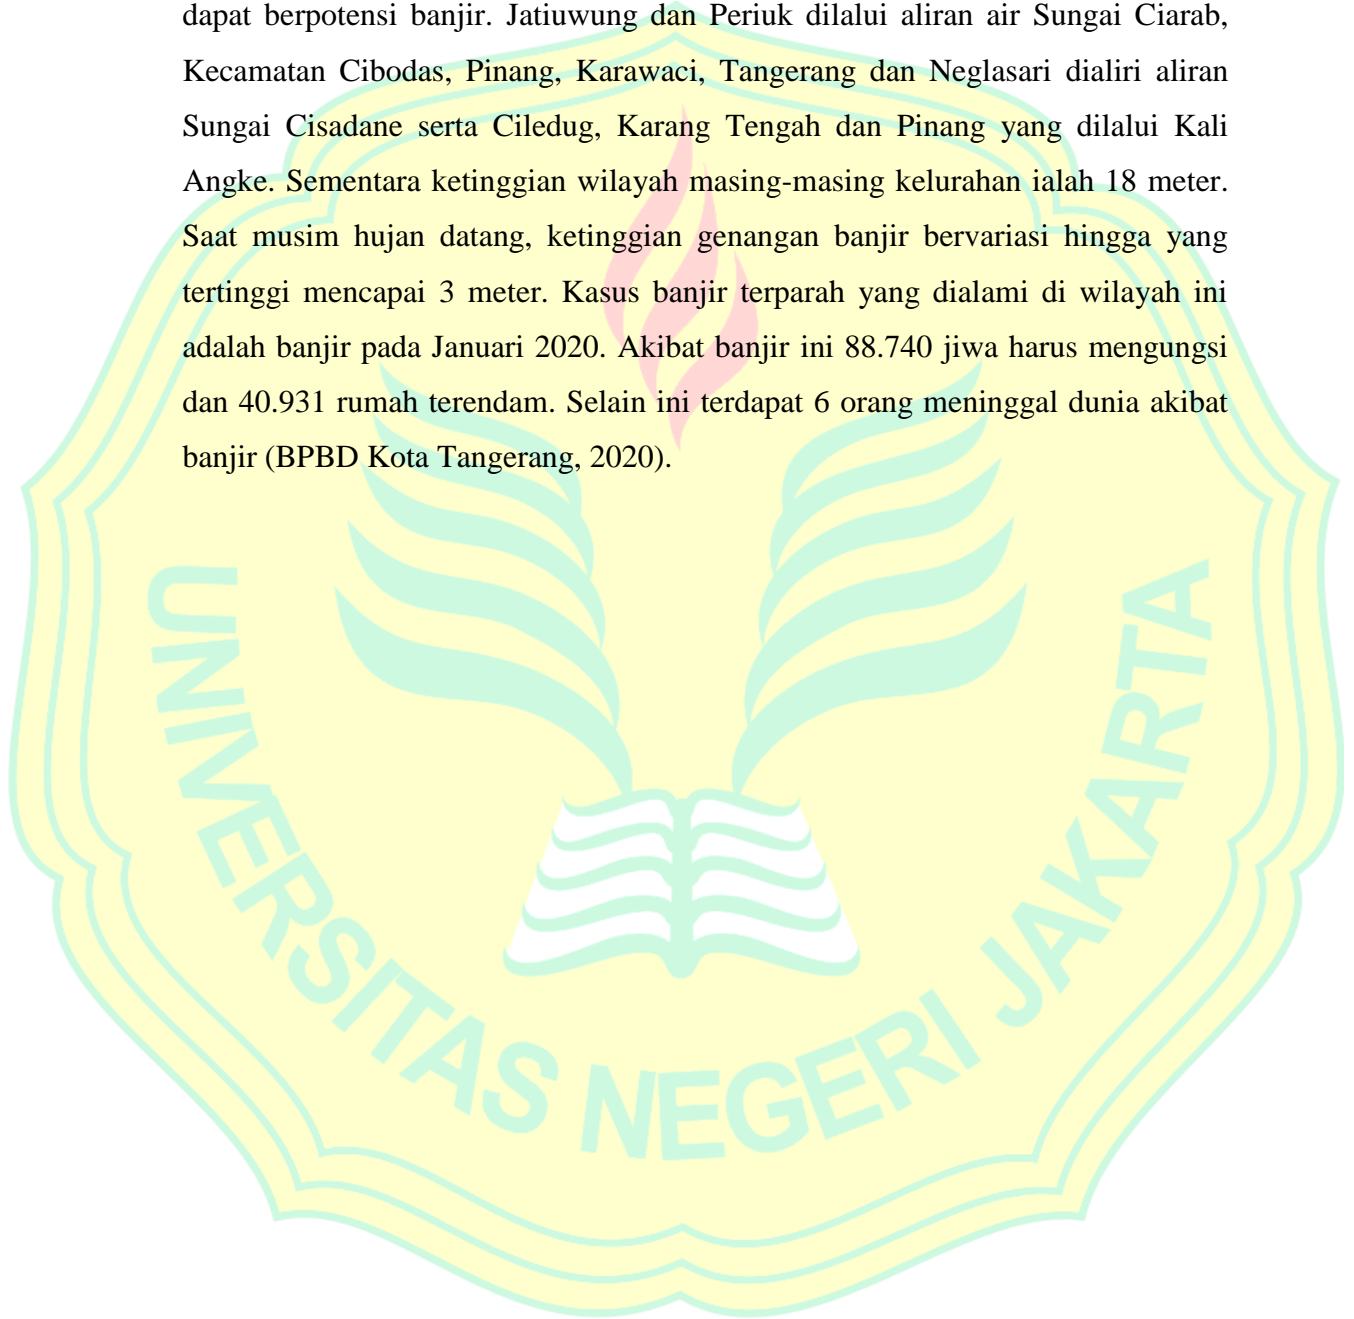 dapat berpotensi banjir. Jatiuwung dan Periuk dilalui aliran air Sungai Ciarab,
Kecamatan Cibodas, Pinang, Karawaci, Tangerang dan Neglasari dialiri aliran
Sungai Cisadane serta Ciledug, Karang Tengah dan Pinang yang dilalui Kali
Angke. Sementara ketinggian wilayah masing-masing kelurahan ialah 18 meter.
Saat musim hujan datang, ketinggian genangan banjir bervariasi hingga yang
tertinggi mencapai 3 meter. Kasus banjir terparah yang dialami di wilayah ini
adalah banjir pada Januari 2020. Akibat banjir ini 88.740 jiwa harus mengungsi
dan 40.931 rumah terendam. Selain ini terdapat 6 orang meninggal dunia akibat
banjir (BPBD Kota Tangerang, 2020).
UNIVERSITAS NEGERI JAKARTA